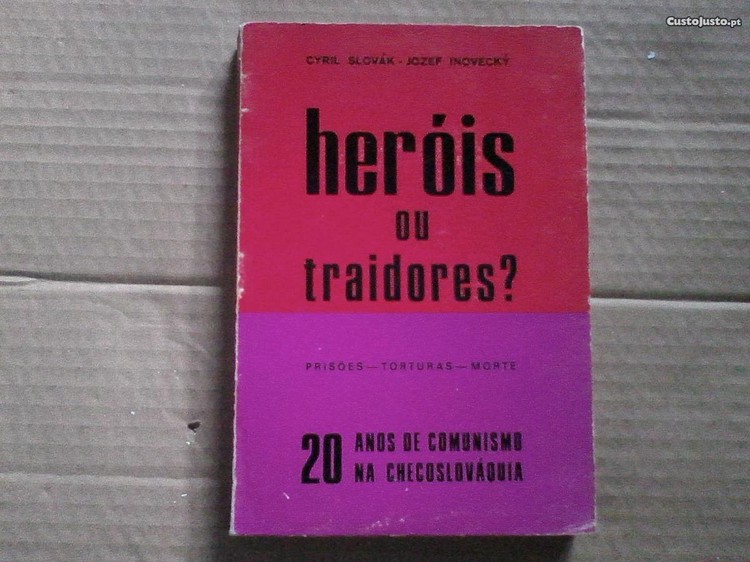 CustoJusto.pt
CYRIL SLOVÁK - JOZEF INOVECKÝ
heróis
ou
traidores?
PRISÕES — TORTURAS — MORTE
20 ANOS DE COMUNISMO
NA CHECOSLOVÁQUIA